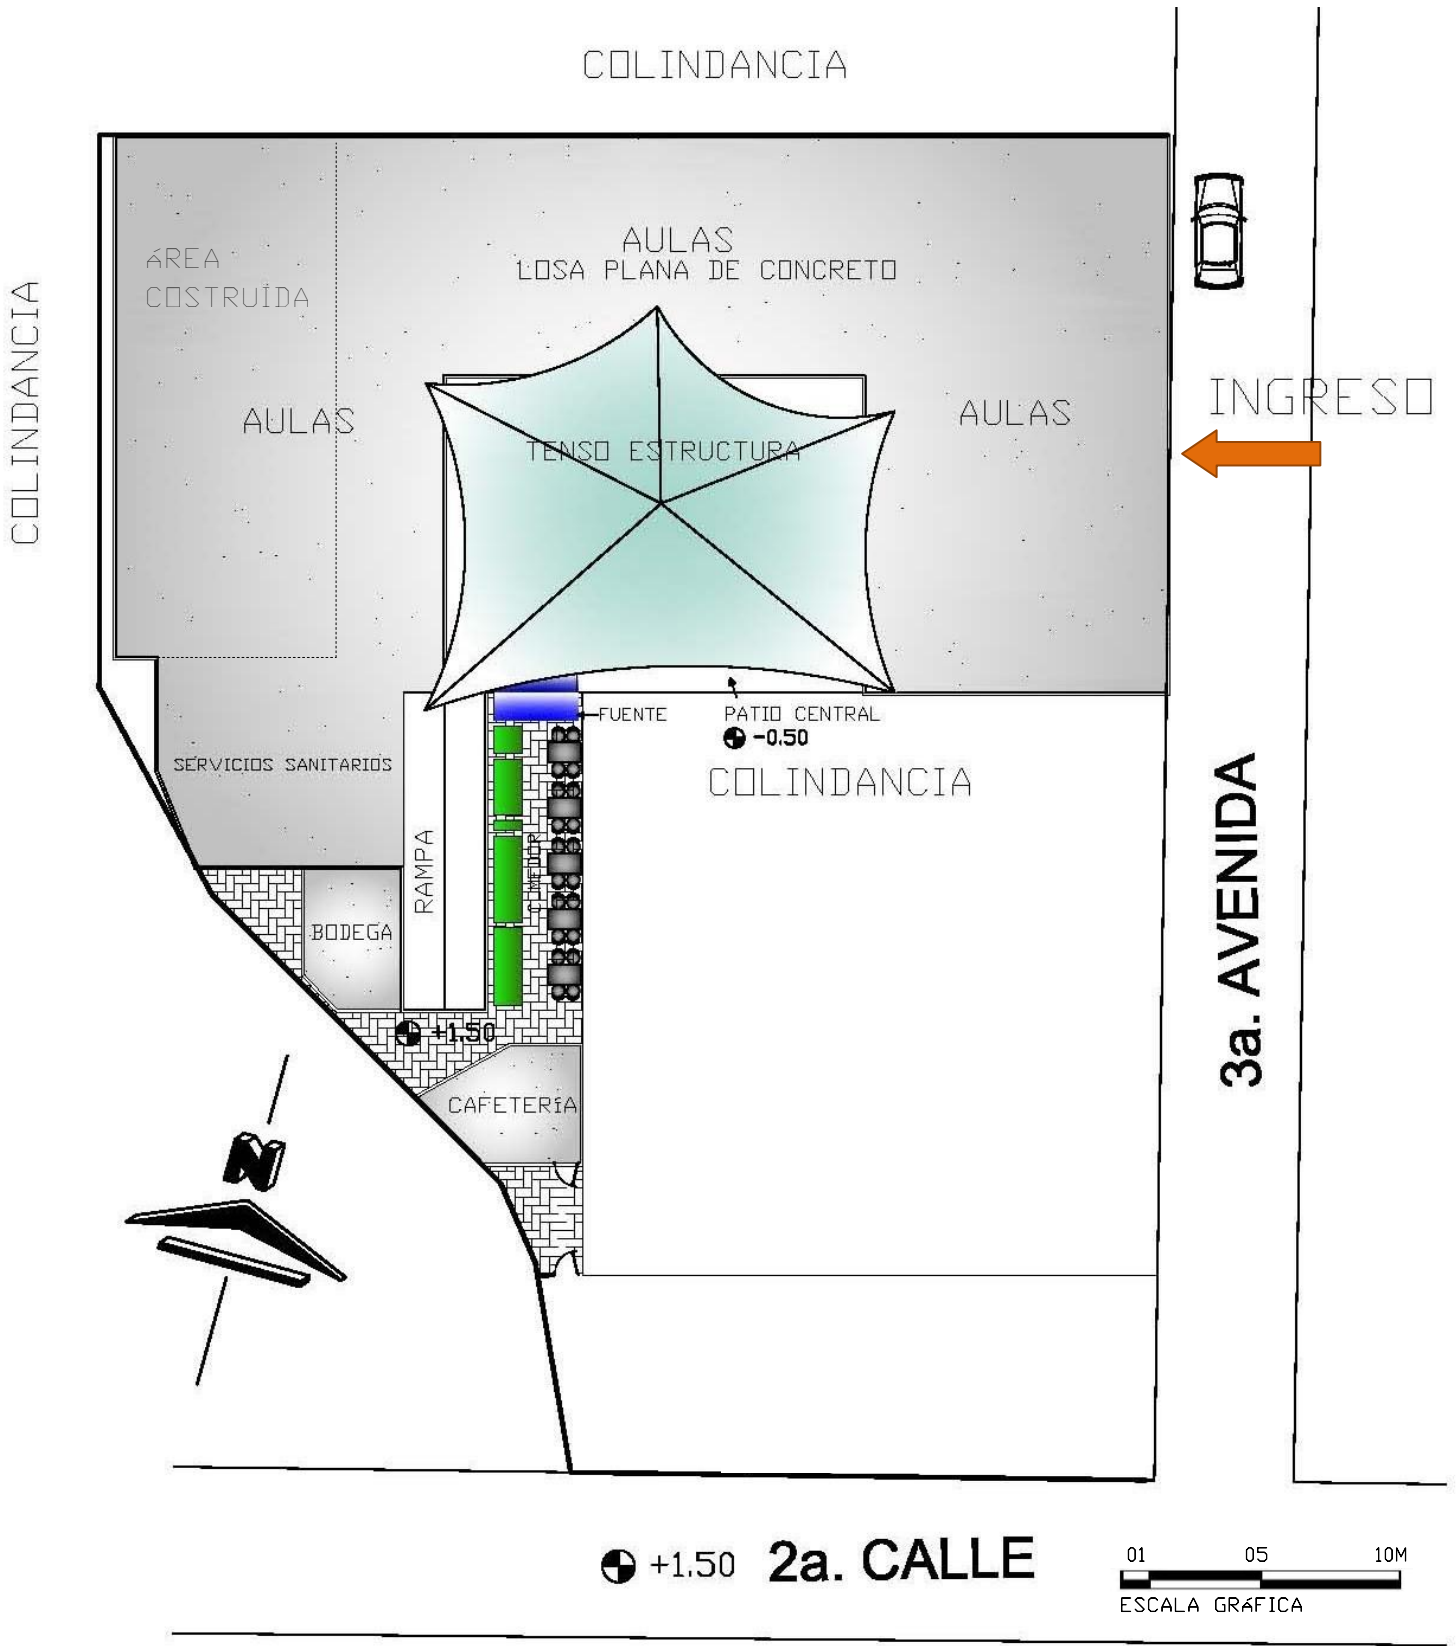 COLINDANCIA
COLINDANCIA
AULAS
LOSA PLANA DE CONCRETO
ÁREA
COSTRUÍDA
AULAS
TENSO ESTRUCTURA
AULAS
INGRESO
FUENTE
PATIO CENTRAL
-0.50
COLINDANCIA
SERVICIOS SANITARIOS
RAMPA
COMEDOR
BODEGA
+1.50
CAFETERÍA
N
3a. AVENIDA
+1.50 2a. CALLE
01 05 10M
ESCALA GRÁFICA